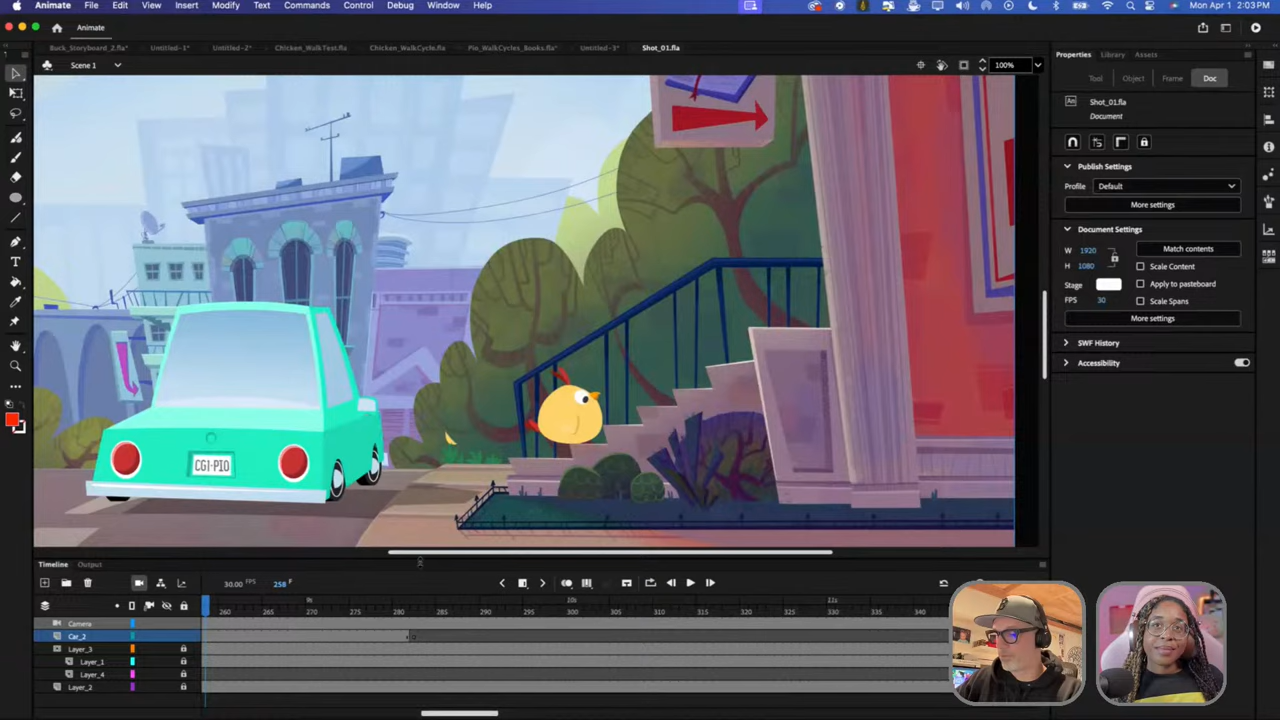 Animate File Edit View Insert Modify Text Commands Control Debug Window Help
Mon Apr 1 2:03 PM
Animate
Buck_Storyboard_2.fla* Untitled-1* Untitled-2* Chicken_WalkTest.fla Chicken_WalkCycle.fla Pio_WalkCycles_Books.fla* Untitled-3* Shot_01.fla
Scene 1
100%
Properties Library Assets
Tool Object Frame Doc
Shot_01.fla
Document
Publish Settings
Profile Default
More settings
Document Settings
W 1920
Match contents
H 1080
Scale Content
Stage
Apply to pasteboard
FPS 30
Scale Spans
More settings
SWF History
Accessibility
CGI-PIO
Timeline Output
30.00 FPS 258 F
9s 10s 11s
260 265 270 275 280 285 290 295 300 305 310 315 320 325 330 335 340
Camera
Car_2
Layer_3
Layer_1
Layer_4
Layer_2